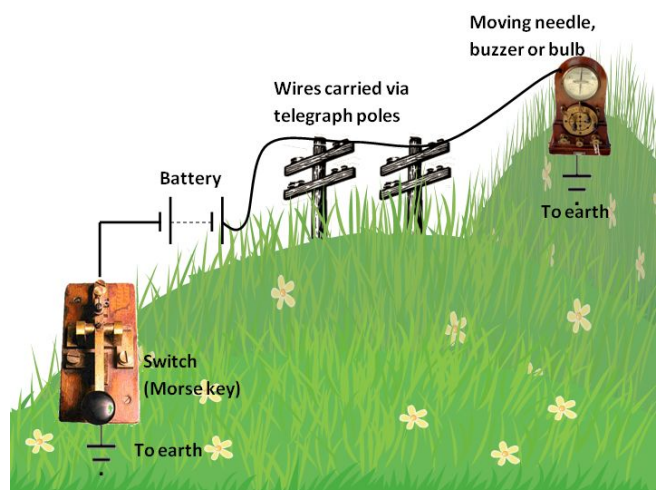 Moving needle,
buzzer or bulb
Wires carried via
telegraph poles
Battery
To earth
Switch
(Morse key)
To earth